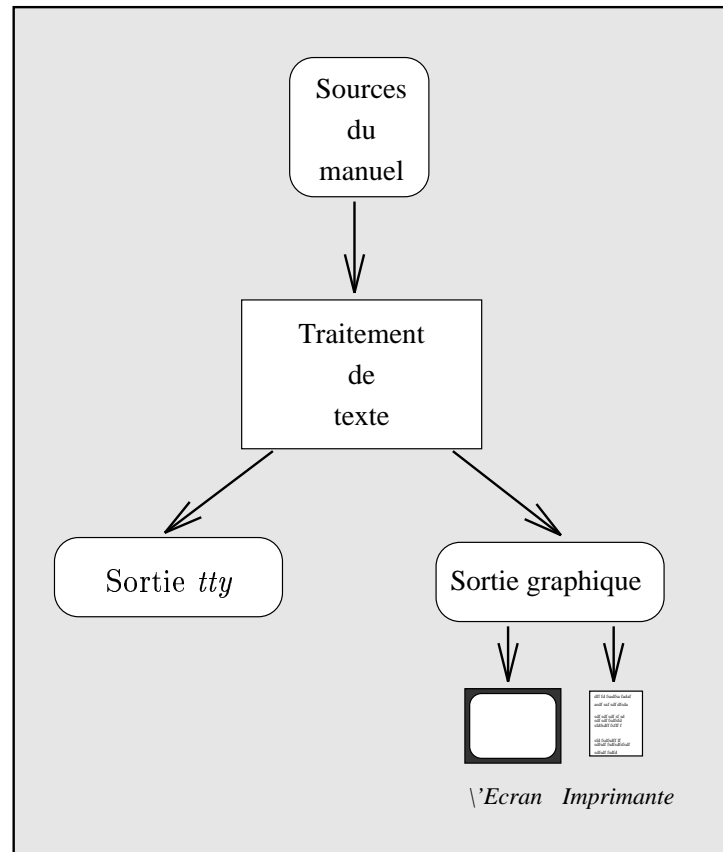 Sources
du
manuel
Traitement
de
texte
Sortie tty
Sortie graphique
\'Ecran Imprimante